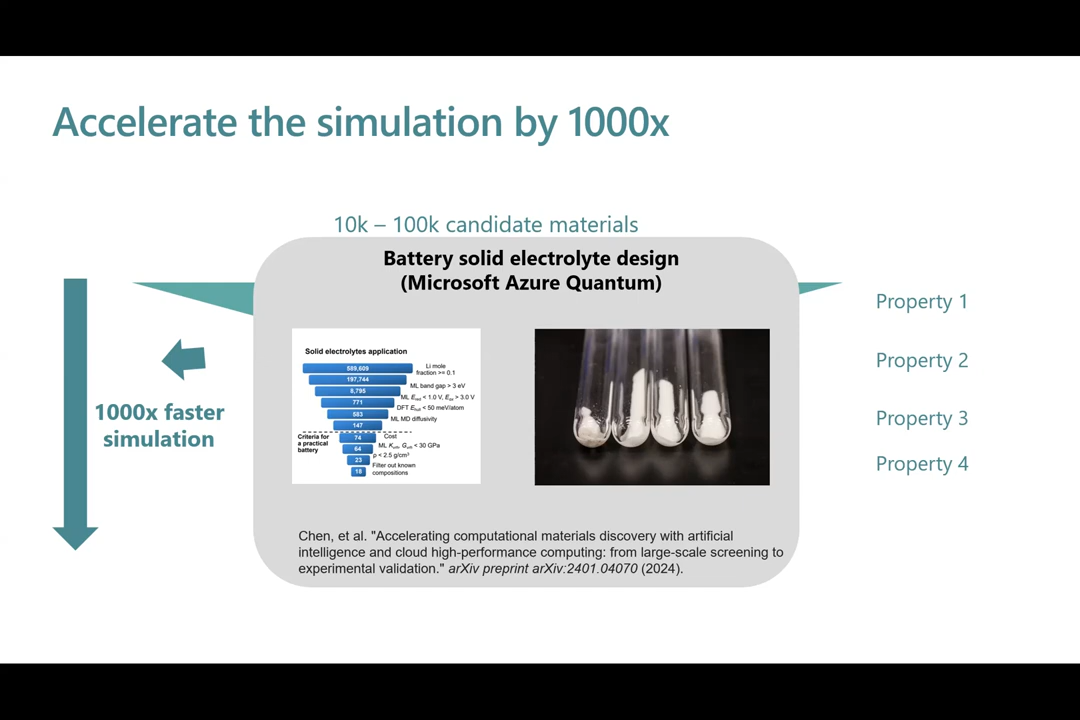 Accelerate the simulation by 1000x
10k – 100k candidate materials
Battery solid electrolyte design
(Microsoft Azure Quantum)
Property 1
Property 2
Property 3
Property 4
1000x faster
simulation
Solid electrolytes application
589,609
Li mole
fraction >= 0.1
197,744
ML band gap > 3 eV
8,795
ML Ered < 1.0 V, Eox > 3.0 V
771
DFT Ehull < 50 meV/atom
583
ML MD diffusivity
147
Criteria for
a practical
battery
74
Cost
64
ML Kvrh, Gvrh < 30 GPa
23
ρ < 2.5 g/cm³
18
Filter out known
compositions
Chen, et al. "Accelerating computational materials discovery with artificial
intelligence and cloud high-performance computing: from large-scale screening to
experimental validation." arXiv preprint arXiv:2401.04070 (2024).